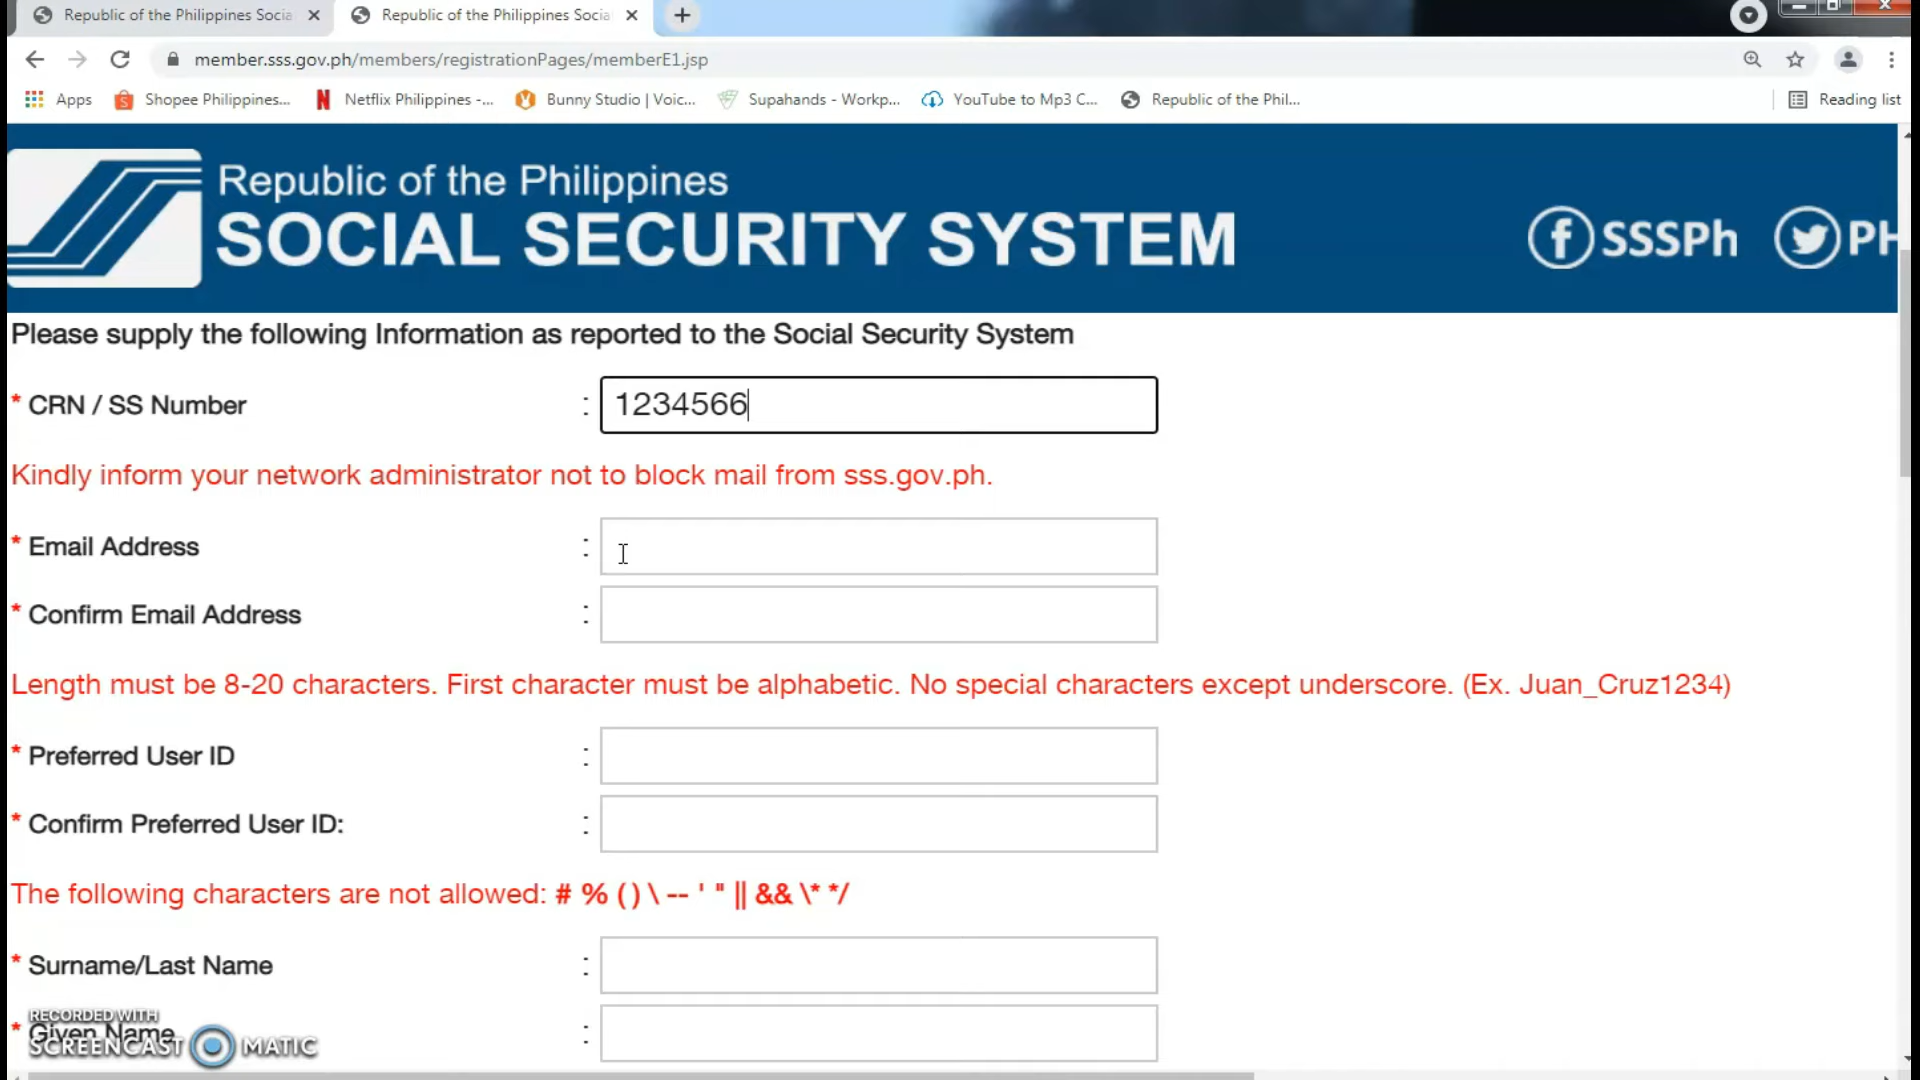 Republic of the Philippines Socia
Republic of the Philippines Socia
member.sss.gov.ph/members/registrationPages/memberE1.jsp
Apps
Shopee Philippines...
Netflix Philippines -...
Bunny Studio | Voic...
Supahands - Workp...
YouTube to Mp3 C...
Republic of the Phil...
Reading list
Republic of the Philippines
SOCIAL SECURITY SYSTEM
SSSPh
PH
Please supply the following Information as reported to the Social Security System
* CRN / SS Number : 1234566
Kindly inform your network administrator not to block mail from sss.gov.ph.
* Email Address :
* Confirm Email Address :
Length must be 8-20 characters. First character must be alphabetic. No special characters except underscore. (Ex. Juan_Cruz1234)
* Preferred User ID :
* Confirm Preferred User ID: :
The following characters are not allowed: # % ( ) \ -- ' " || && \* */
* Surname/Last Name :
* Given Name :
RECORDED WITH
SCREENCAST MATIC